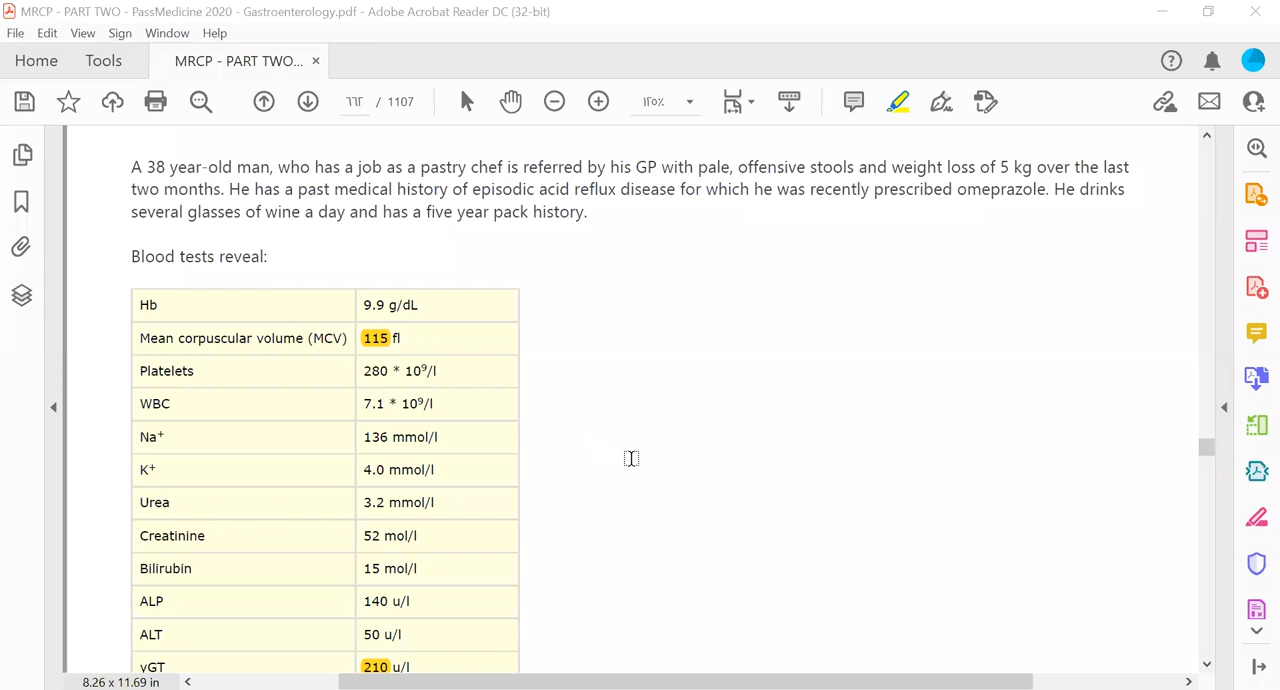 MRCP - PART TWO - PassMedicine 2020 - Gastroenterology.pdf - Adobe Acrobat Reader DC (32-bit)
File Edit View Sign Window Help
Home Tools MRCP - PART TWO... ×
٦٦٢ / 1107 ١٢٥%
A 38 year-old man, who has a job as a pastry chef is referred by his GP with pale, offensive stools and weight loss of 5 kg over the last
two months. He has a past medical history of episodic acid reflux disease for which he was recently prescribed omeprazole. He drinks
several glasses of wine a day and has a five year pack history.
Blood tests reveal:
Hb 9.9 g/dL
Mean corpuscular volume (MCV) 115 fl
Platelets 280 * 10⁹/l
WBC 7.1 * 10⁹/l
Na⁺ 136 mmol/l
K⁺ 4.0 mmol/l
Urea 3.2 mmol/l
Creatinine 52 mol/l
Bilirubin 15 mol/l
ALP 140 u/l
ALT 50 u/l
γGT 210 u/l
8.26 x 11.69 in